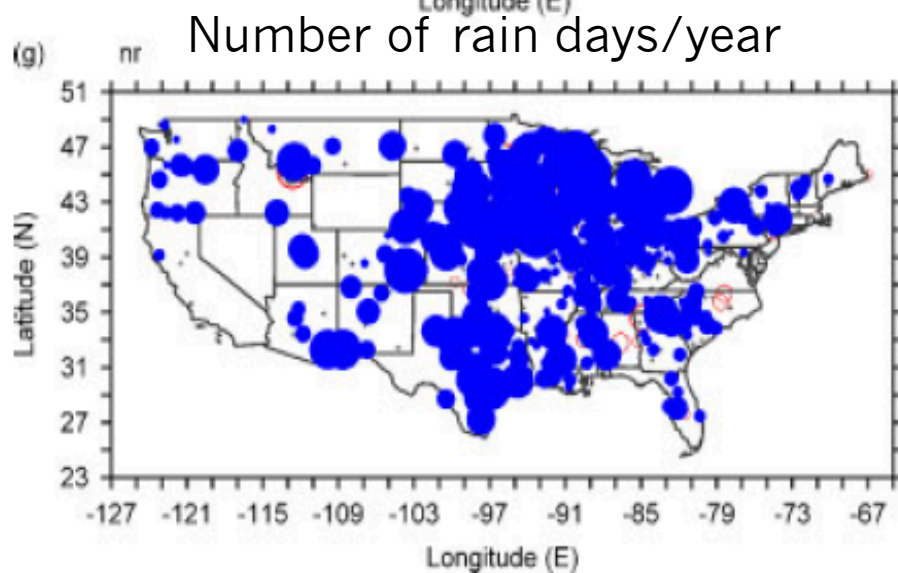 Longitude (E)
Number of rain days/year
(g) nr
51
47
43
39
35
31
27
23
Latitude (N)
-127 -121 -115 -109 -103 -97 -91 -85 -79 -73 -67
Longitude (E)